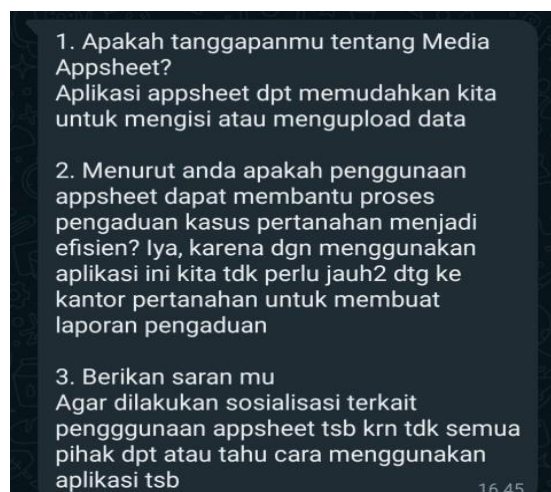 1. Apakah tanggapanmu tentang Media
Appsheet?
Aplikasi appsheet dpt memudahkan kita
untuk mengisi atau mengupload data
2. Menurut anda apakah penggunaan
appsheet dapat membantu proses
pengaduan kasus pertanahan menjadi
efisien? Iya, karena dgn menggunakan
aplikasi ini kita tdk perlu jauh2 dtg ke
kantor pertanahan untuk membuat
laporan pengaduan
3. Berikan saran mu
Agar dilakukan sosialisasi terkait
pengggunaan appsheet tsb krn tdk semua
pihak dpt atau tahu cara menggunakan
aplikasi tsb
16.45